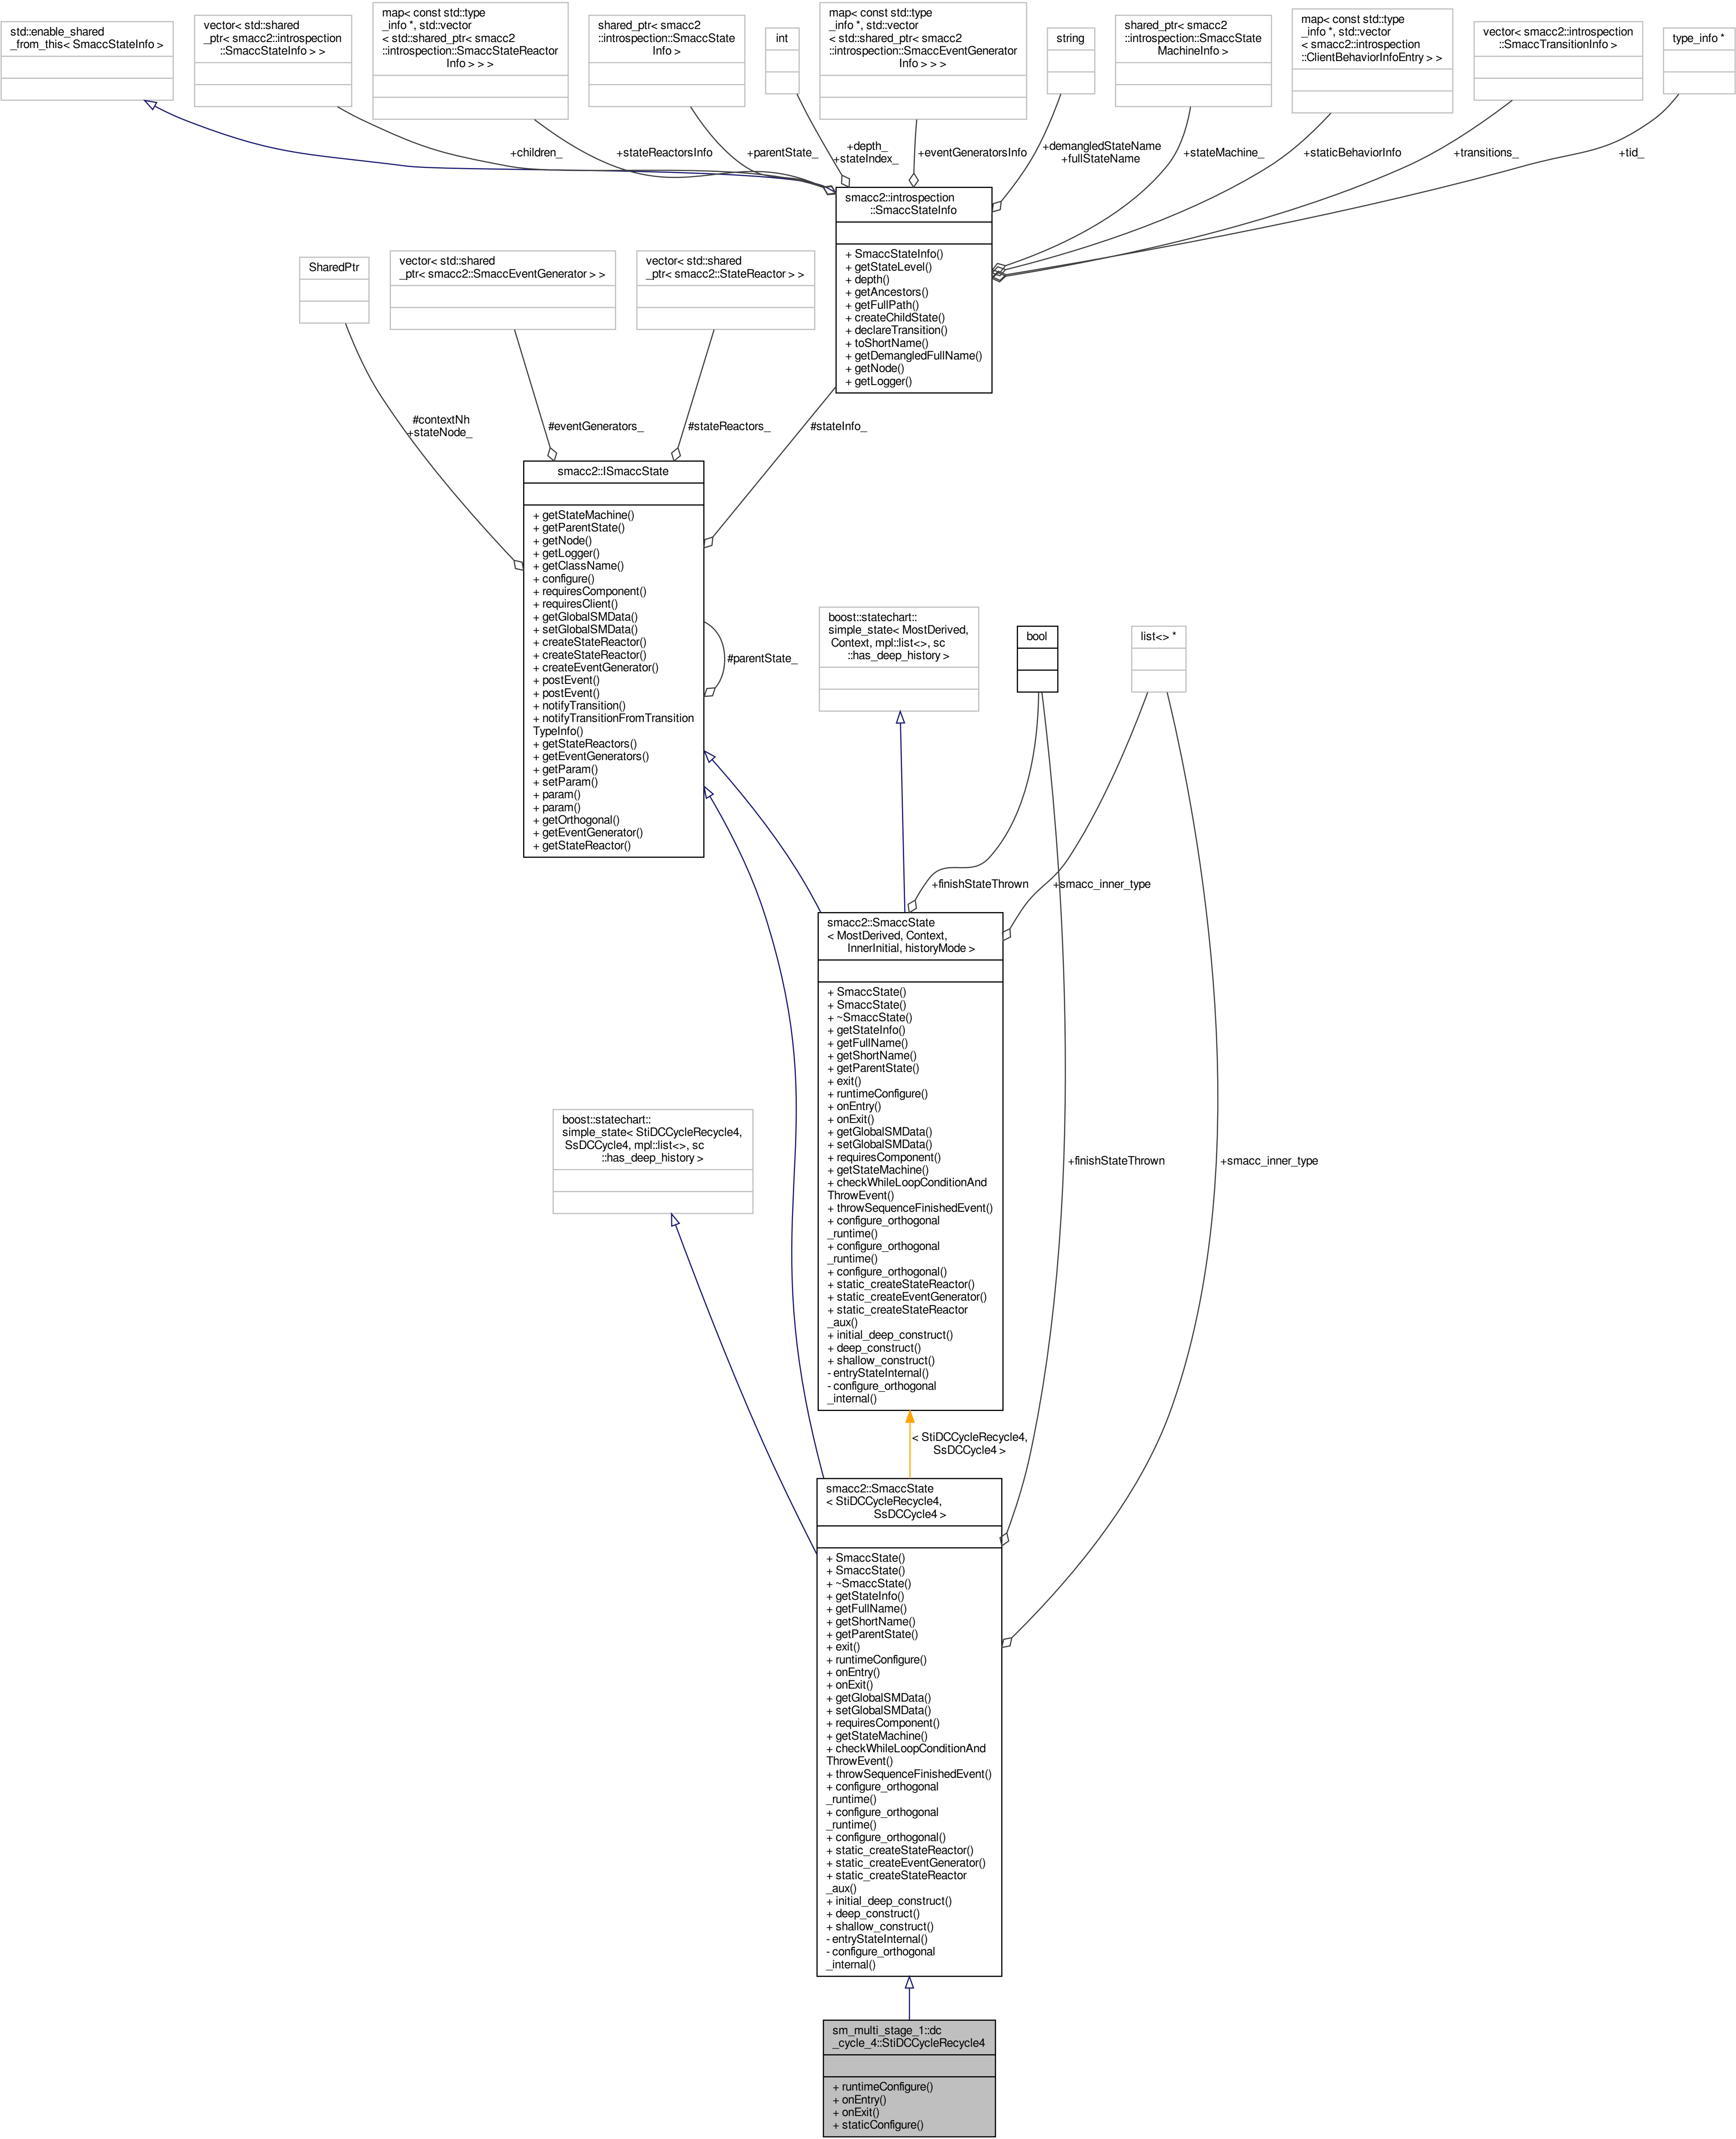 std::enable_shared
_from_this< SmaccStateInfo >
vector< std::shared
_ptr< smacc2::introspection
::SmaccStateInfo > >
map< const std::type
_info *, std::vector
< std::shared_ptr< smacc2
::introspection::SmaccStateReactor
Info > > >
shared_ptr< smacc2
::introspection::SmaccState
Info >
int
map< const std::type
_info *, std::vector
< std::shared_ptr< smacc2
::introspection::SmaccEventGenerator
Info > > >
string
shared_ptr< smacc2
::introspection::SmaccState
MachineInfo >
map< const std::type
_info *, std::vector
< smacc2::introspection
::ClientBehaviorInfoEntry > >
vector< smacc2::introspection
::SmaccTransitionInfo >
type_info *
+children_
+stateReactorsInfo
+parentState_
+depth_
+stateIndex_
+eventGeneratorsInfo
+demangledStateName
+fullStateName
+stateMachine_
+staticBehaviorInfo
+transitions_
+tid_
smacc2::introspection
::SmaccStateInfo
+ SmaccStateInfo()
+ getStateLevel()
+ depth()
+ getAncestors()
+ getFullPath()
+ createChildState()
+ declareTransition()
+ toShortName()
+ getDemangledFullName()
+ getNode()
+ getLogger()
SharedPtr
vector< std::shared
_ptr< smacc2::SmaccEventGenerator > >
vector< std::shared
_ptr< smacc2::StateReactor > >
#contextNh
+stateNode_
#eventGenerators_
#stateReactors_
#stateInfo_
smacc2::ISmaccState
+ getStateMachine()
+ getParentState()
+ getNode()
+ getLogger()
+ getClassName()
+ configure()
+ requiresComponent()
+ requiresClient()
+ getGlobalSMData()
+ setGlobalSMData()
+ createStateReactor()
+ createStateReactor()
+ createEventGenerator()
+ postEvent()
+ postEvent()
+ notifyTransition()
+ notifyTransitionFromTransition
TypeInfo()
+ getStateReactors()
+ getEventGenerators()
+ getParam()
+ setParam()
+ param()
+ param()
+ getOrthogonal()
+ getEventGenerator()
+ getStateReactor()
#parentState_
boost::statechart::
simple_state< MostDerived,
Context, mpl::list<>, sc
::has_deep_history >
bool
list<> *
+finishStateThrown
+smacc_inner_type
smacc2::SmaccState
< MostDerived, Context,
InnerInitial, historyMode >
+ SmaccState()
+ SmaccState()
+ ~SmaccState()
+ getStateInfo()
+ getFullName()
+ getShortName()
+ getParentState()
+ exit()
+ runtimeConfigure()
+ onEntry()
+ onExit()
+ getGlobalSMData()
+ setGlobalSMData()
+ requiresComponent()
+ getStateMachine()
+ checkWhileLoopConditionAnd
ThrowEvent()
+ throwSequenceFinishedEvent()
+ configure_orthogonal
_runtime()
+ configure_orthogonal
_runtime()
+ configure_orthogonal()
+ static_createStateReactor()
+ static_createEventGenerator()
+ static_createStateReactor
_aux()
+ initial_deep_construct()
+ deep_construct()
+ shallow_construct()
- entryStateInternal()
- configure_orthogonal
_internal()
boost::statechart::
simple_state< StiDCCycleRecycle4,
SsDCCycle4, mpl::list<>, sc
::has_deep_history >
+finishStateThrown
+smacc_inner_type
< StiDCCycleRecycle4,
SsDCCycle4 >
smacc2::SmaccState
< StiDCCycleRecycle4,
SsDCCycle4 >
+ SmaccState()
+ SmaccState()
+ ~SmaccState()
+ getStateInfo()
+ getFullName()
+ getShortName()
+ getParentState()
+ exit()
+ runtimeConfigure()
+ onEntry()
+ onExit()
+ getGlobalSMData()
+ setGlobalSMData()
+ requiresComponent()
+ getStateMachine()
+ checkWhileLoopConditionAnd
ThrowEvent()
+ throwSequenceFinishedEvent()
+ configure_orthogonal
_runtime()
+ configure_orthogonal
_runtime()
+ configure_orthogonal()
+ static_createStateReactor()
+ static_createEventGenerator()
+ static_createStateReactor
_aux()
+ initial_deep_construct()
+ deep_construct()
+ shallow_construct()
- entryStateInternal()
- configure_orthogonal
_internal()
sm_multi_stage_1::dc
_cycle_4::StiDCCycleRecycle4
+ runtimeConfigure()
+ onEntry()
+ onExit()
+ staticConfigure()